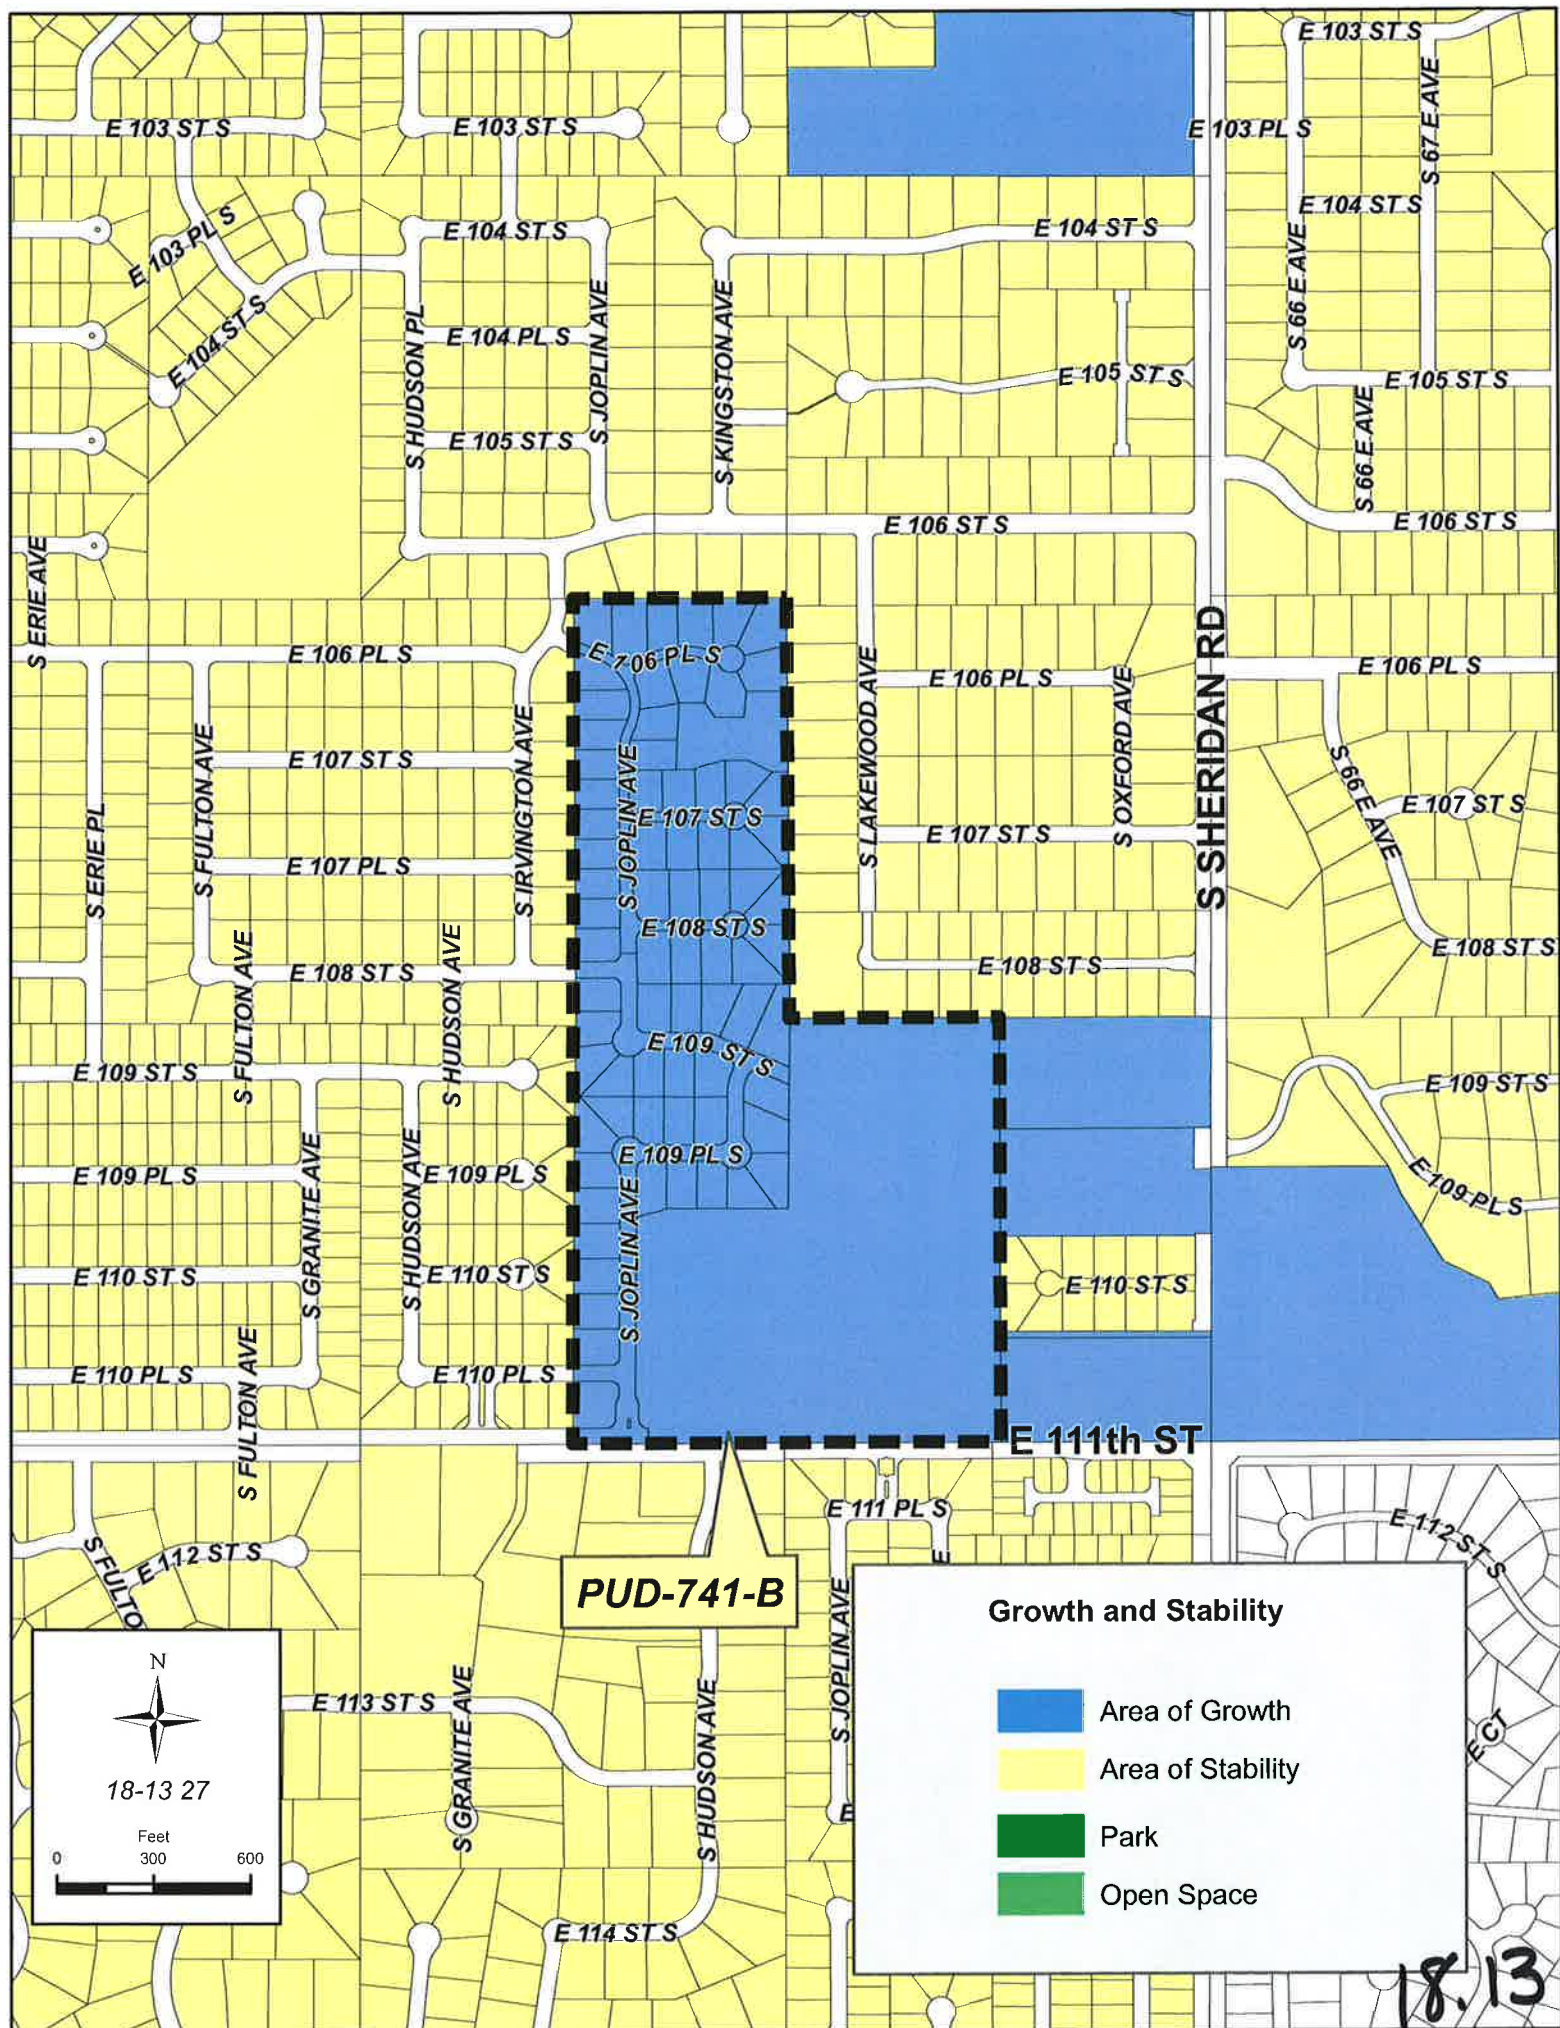 E 103 ST S
S 67 E AVE
E 103 ST S
E 103 ST S
E 103 PL S
E 104 ST S
E 103 PL S
E 104 ST S
E 104 ST S
S 66 E AVE
E 104 ST S
S HUDSON PL
E 104 PL S
S JOPLIN AVE
S KINGSTON AVE
E 105 ST S
E 105 ST S
S 66 E AVE
E 105 ST S
E 106 ST S
E 106 ST S
S ERIE AVE
E 106 PL S
E 106 PL S
S LAKEWOOD AVE
E 106 PL S
S OXFORD AVE
S SHERIDAN RD
E 106 PL S
S FULTON AVE
E 107 ST S
S IRVINGTON AVE
S JOPLIN AVE
S 66 E AVE
E 107 ST S
S ERIE PL
E 107 PL S
E 107 ST S
E 107 ST S
E 108 ST S
S FULTON AVE
E 108 ST S
S HUDSON AVE
E 108 ST S
E 108 ST S
E 109 ST S
E 109 ST S
E 109 ST S
E 109 PL S
S GRANITE AVE
S HUDSON AVE
E 109 PL S
E 109 PL S
E 109 PL S
E 110 ST S
E 110 ST S
S JOPLIN AVE
E 110 ST S
E 110 PL S
S FULTON AVE
E 110 PL S
E 111th ST
E 111 PL S
E 112 ST S
S FULTO
E 112 ST S
E
PUD-741-B
S JOPLIN AVE
Growth and Stability
Area of Growth
Area of Stability
Park
Open Space
N
18-13 27
Feet
0 300 600
E 113 ST S
S GRANITE AVE
S HUDSON AVE
E
E CT
E 114 ST S
18.13